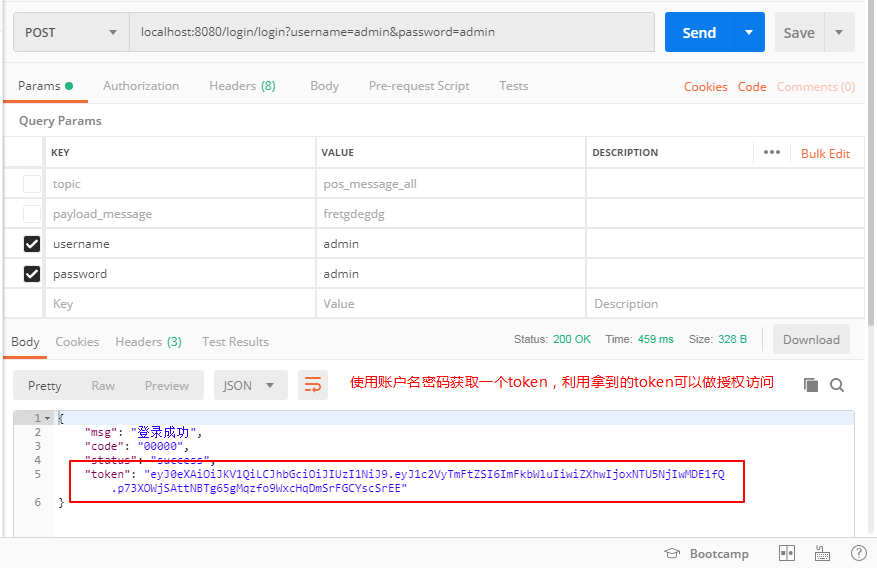 POST
localhost:8080/login/login?username=admin&password=admin
Send
Save
Params
Authorization
Headers (8)
Body
Pre-request Script
Tests
Cookies
Code
Comments (0)
Query Params
KEY VALUE DESCRIPTION ••• Bulk Edit
topic pos_message_all
payload_message fretgdegdg
username admin
password admin
Key Value Description
Body Cookies Headers (3) Test Results Status: 200 OK Time: 459 ms Size: 328 B Download
Pretty Raw Preview JSON 使用账户名密码获取一个token，利用拿到的token可以做授权访问
1 {
2 "msg": "登录成功",
3 "code": "00000",
4 "status": "success",
5 "token": "eyJ0eXAiOiJKV1QiLCJhbGciOiJIUzI1NiJ9.eyJ1c2VyTmFtZSI6ImFkbWluIiwiZXhwIjoxNTU5NjIwMDE1fQ
.p73XOWjSAttNBTg65gMqzfo9WxcHqDmSrFGCYscSrEE"
6 }
Bootcamp